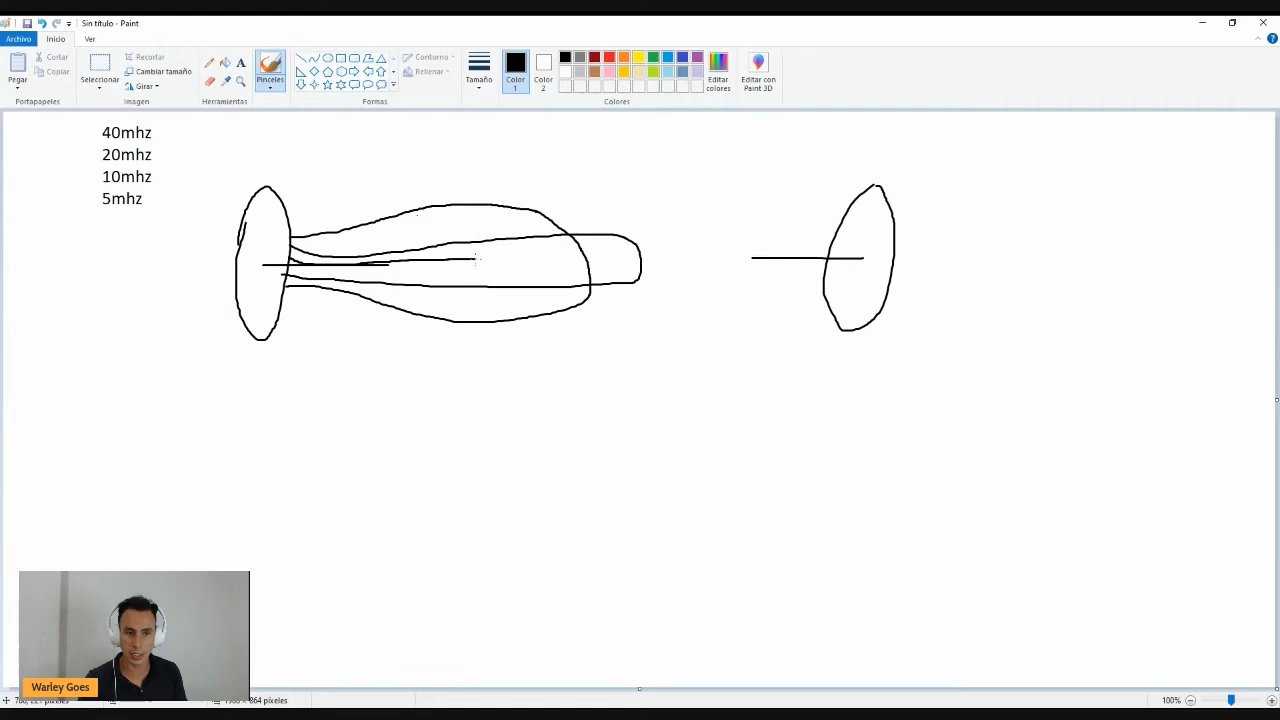 Sin título - Paint
Archivo
Inicio
Ver
Pegar
Cortar
Copiar
Portapapeles
Seleccionar
Recortar
Cambiar tamaño
Girar
Imagen
A
Herramientas
Pinceles
Contorno
Rellenar
Formas
Tamaño
Color
1
Color
2
Editar
colores
Editar con
Paint 3D
Colores
40mhz
20mhz
10mhz
5mhz
Warley Goes
100%